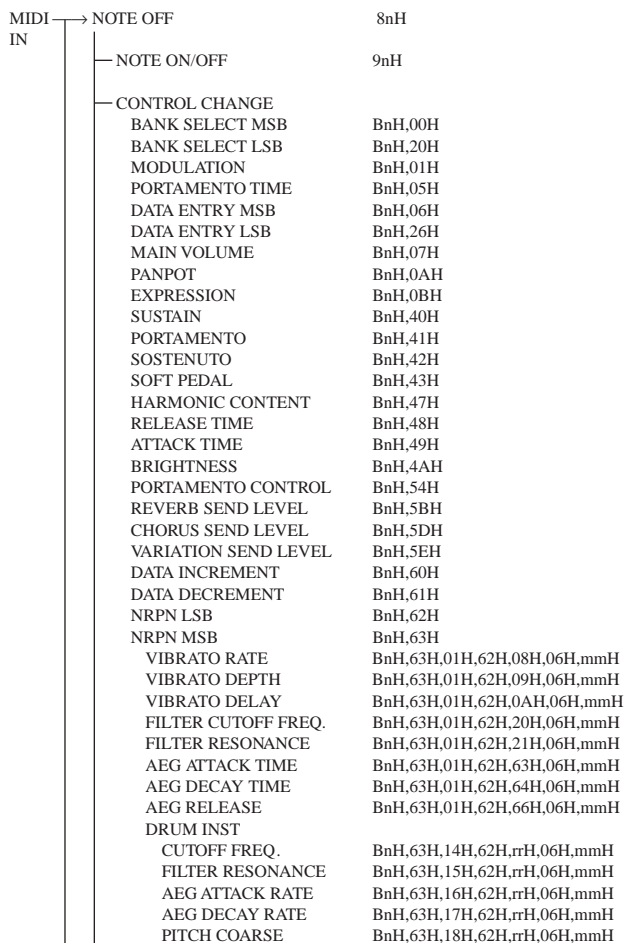 MIDI → NOTE OFF 8nH
IN
NOTE ON/OFF 9nH
CONTROL CHANGE
BANK SELECT MSB BnH,00H
BANK SELECT LSB BnH,20H
MODULATION BnH,01H
PORTAMENTO TIME BnH,05H
DATA ENTRY MSB BnH,06H
DATA ENTRY LSB BnH,26H
MAIN VOLUME BnH,07H
PANPOT BnH,0AH
EXPRESSION BnH,0BH
SUSTAIN BnH,40H
PORTAMENTO BnH,41H
SOSTENUTO BnH,42H
SOFT PEDAL BnH,43H
HARMONIC CONTENT BnH,47H
RELEASE TIME BnH,48H
ATTACK TIME BnH,49H
BRIGHTNESS BnH,4AH
PORTAMENTO CONTROL BnH,54H
REVERB SEND LEVEL BnH,5BH
CHORUS SEND LEVEL BnH,5DH
VARIATION SEND LEVEL BnH,5EH
DATA INCREMENT BnH,60H
DATA DECREMENT BnH,61H
NRPN LSB BnH,62H
NRPN MSB BnH,63H
VIBRATO RATE BnH,63H,01H,62H,08H,06H,mmH
VIBRATO DEPTH BnH,63H,01H,62H,09H,06H,mmH
VIBRATO DELAY BnH,63H,01H,62H,0AH,06H,mmH
FILTER CUTOFF FREQ. BnH,63H,01H,62H,20H,06H,mmH
FILTER RESONANCE BnH,63H,01H,62H,21H,06H,mmH
AEG ATTACK TIME BnH,63H,01H,62H,63H,06H,mmH
AEG DECAY TIME BnH,63H,01H,62H,64H,06H,mmH
AEG RELEASE BnH,63H,01H,62H,66H,06H,mmH
DRUM INST
CUTOFF FREQ. BnH,63H,14H,62H,rrH,06H,mmH
FILTER RESONANCE BnH,63H,15H,62H,rrH,06H,mmH
AEG ATTACK RATE BnH,63H,16H,62H,rrH,06H,mmH
AEG DECAY RATE BnH,63H,17H,62H,rrH,06H,mmH
PITCH COARSE BnH,63H,18H,62H,rrH,06H,mmH